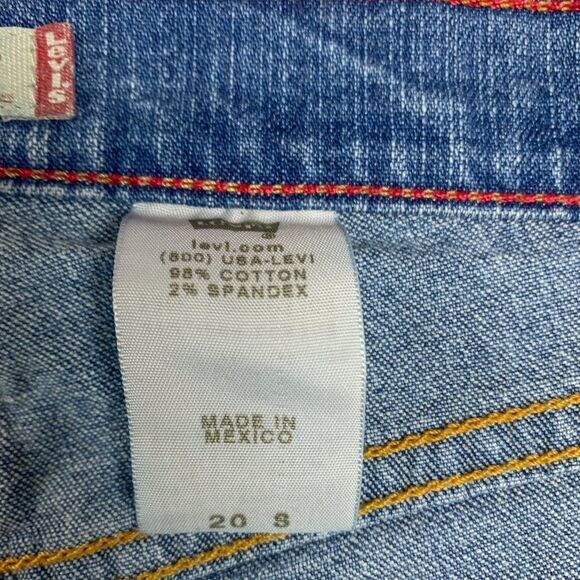 LEVI'S
levi.com
(800) USA-LEVI
98% COTTON
2% SPANDEX
MADE IN
MEXICO
20 S